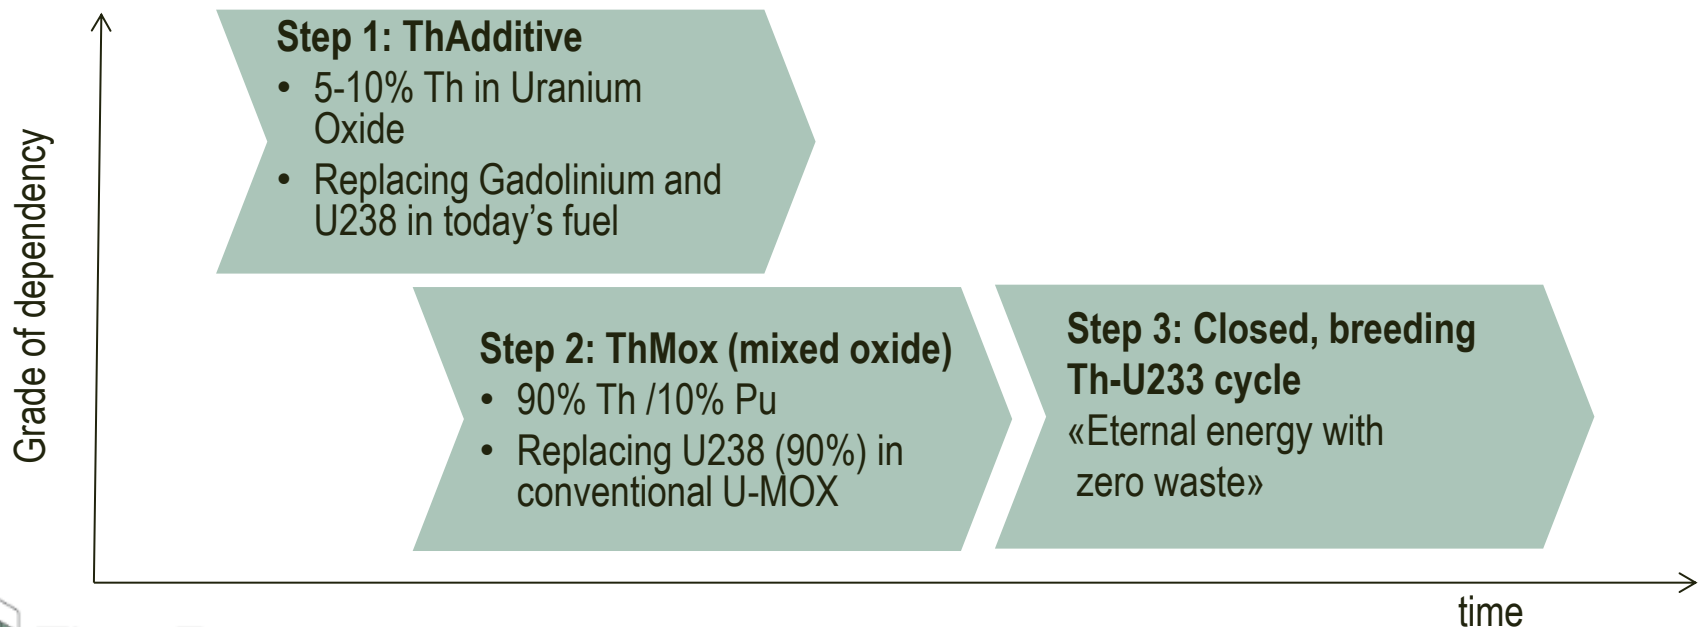 Grade of dependency
Step 1: ThAdditive
• 5-10% Th in Uranium
Oxide
• Replacing Gadolinium and
U238 in today's fuel
Step 2: ThMox (mixed oxide)
• 90% Th /10% Pu
• Replacing U238 (90%) in
conventional U-MOX
Step 3: Closed, breeding
Th-U233 cycle
«Eternal energy with
zero waste»
time